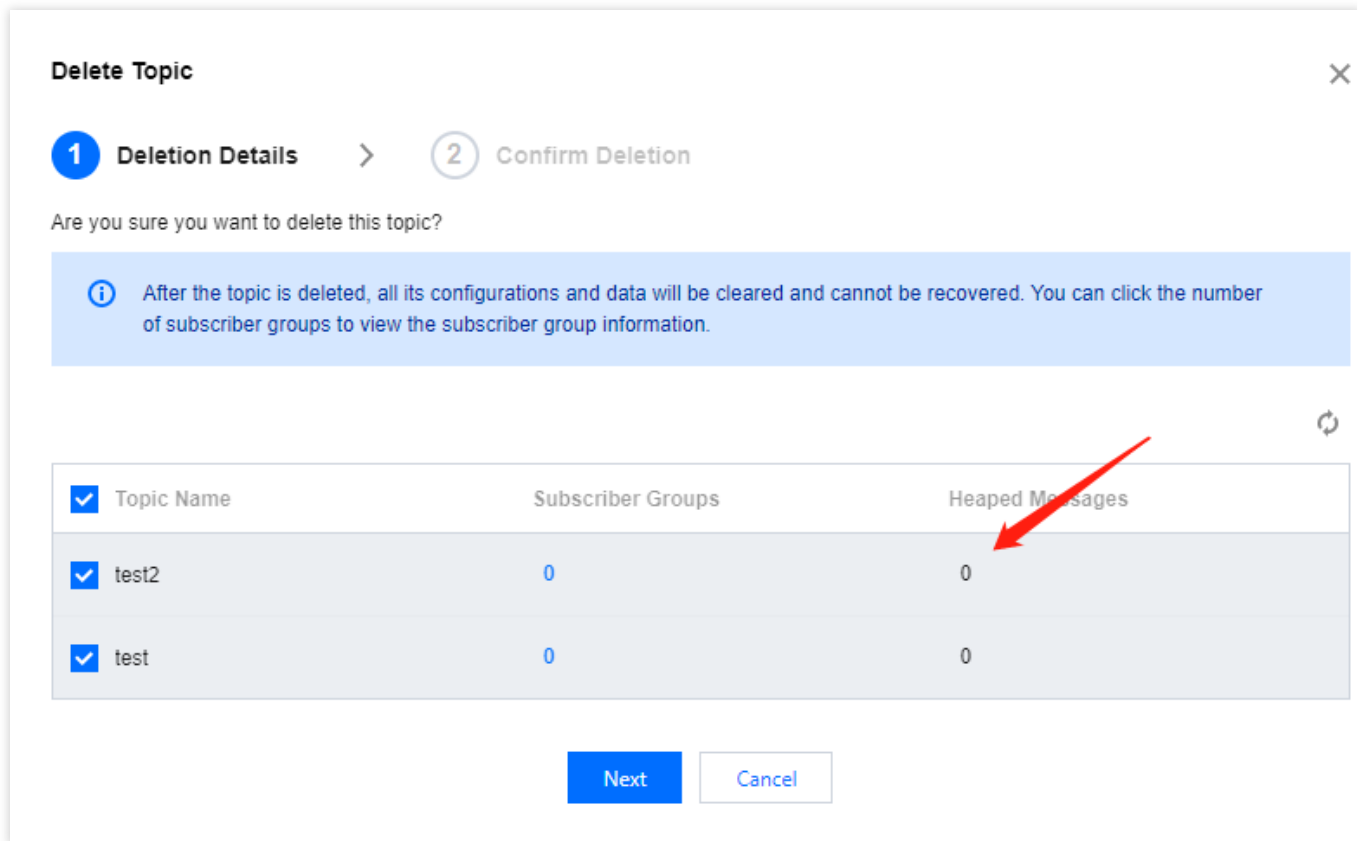 Delete Topic
1 Deletion Details > 2 Confirm Deletion
Are you sure you want to delete this topic?
After the topic is deleted, all its configurations and data will be cleared and cannot be recovered. You can click the number
of subscriber groups to view the subscriber group information.
Topic Name Subscriber Groups Heaped Messages
test2 0 0
test 0 0
Next Cancel